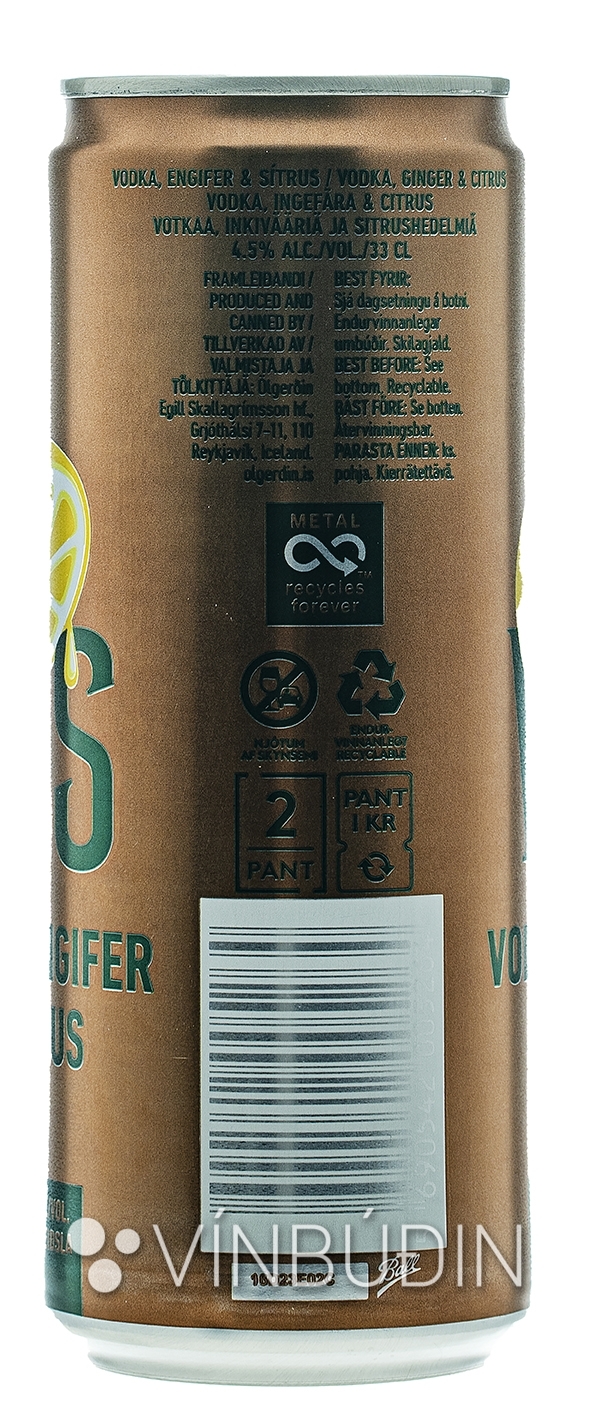 VODKA, ENGIFER & SÍTRUS / VODKA, GINGER & CITRUS
VODKA, INGEFÄRA & CITRUS
VOTKAA, INKIVÄÄRIÄ JA SITRUSHEDELMIÄ
4.5% ALC./VOL./33 CL
FRAMLEIÐANDI /
PRODUCED AND
CANNED BY /
TILLVERKAD AV /
VALMISTAJA JA
TÖLKITTÄJÄ: Ölgerðin
Egill Skallagrímsson hf.,
Grjótháls 7-11, 110
Reykjavík, Iceland.
olgerdin.is
BEST FYRIR:
Sjá dagsetningu á botni.
Endurvinnanlegar
umbúðir. Skilagjald.
BEST BEFORE: See
bottom, Recyclable.
BÄST FÖRE: Se botten.
Återvinningsbar.
PARASTA ENNEN: ks.
pohja. Kierrätettävä.
METAL
recycles
forever
TM
NJÓTUM
AF SKYNSEMI
ENDUR-
VINNANLEGT
RECYCLABLE
2
PANT
PANT
1 KR
S
GIFER
US
VO
VOL.
VÍNBÚÐIN
Ball